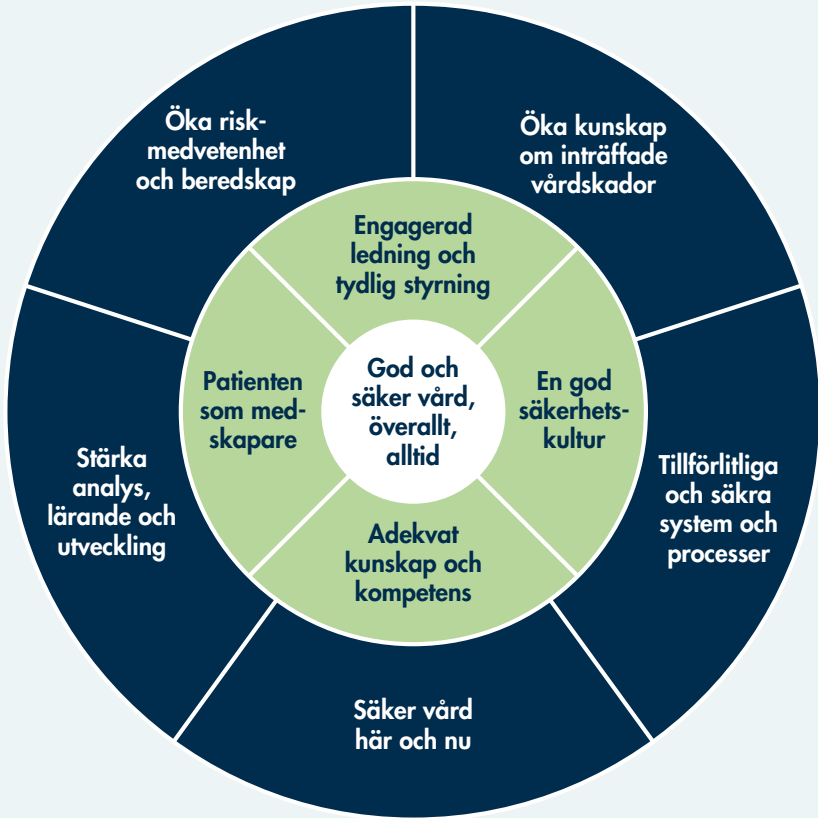 Öka risk-
medvetenhet
och beredskap
Öka kunskap
om inträffade
vårdskador
Engagerad
ledning och
tydlig styrning
Patienten
som med-
skapare
God och
säker vård,
överallt,
alltid
En god
säkerhets-
kultur
Stärka
analys,
lärande och
utveckling
Tillförlitliga
och säkra
system och
processer
Adekvat
kunskap och
kompetens
Säker vård
här och nu